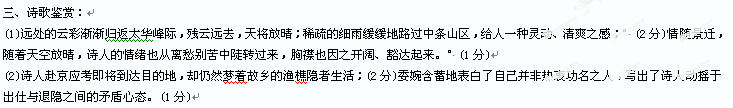 三、诗歌鉴赏：
(1)远处的云彩渐渐归返太华峰际，残云远去，天将放晴；稀疏的细雨缓缓地路过中条山区，给人一种灵动、清爽之感；”(2分)情随景迁，
随着天空放晴，诗人的情绪也从离愁别苦中陡转过来，胸襟也因之开阔、豁达起来。”(1分)
(2)诗人赴京应考即将到达目的地，却仍然梦着故乡的渔樵隐者生活；(2分)委婉含蓄地表白了自己并非热衷功名之人，写出了诗人动摇于
出仕与退隐之间的矛盾心态。(1分)